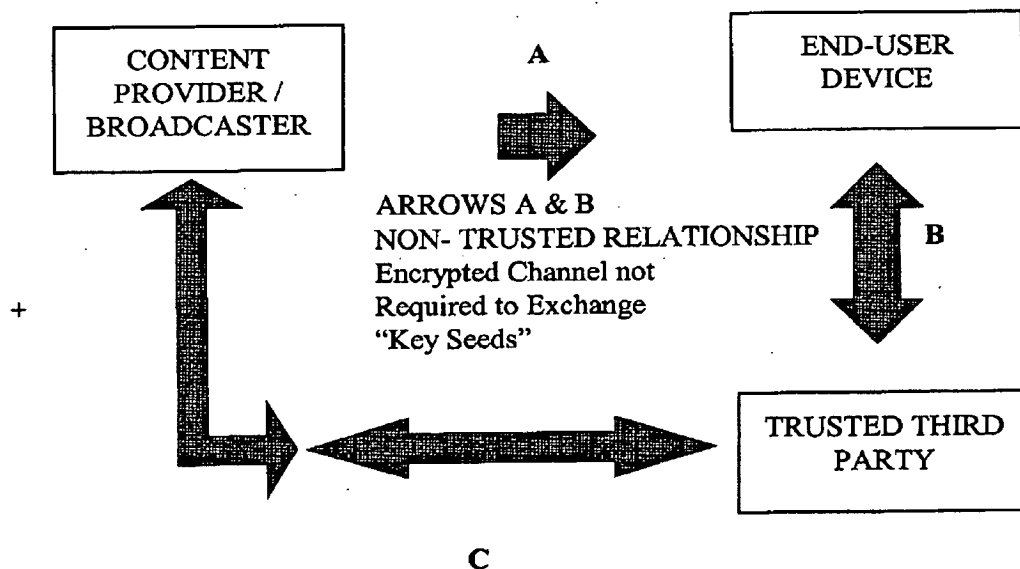 CONTENT
PROVIDER /
BROADCASTER
A
END-USER
DEVICE
ARROWS A & B
NON- TRUSTED RELATIONSHIP
Encrypted Channel not
Required to Exchange
“Key Seeds”
B
+
TRUSTED THIRD
PARTY
C